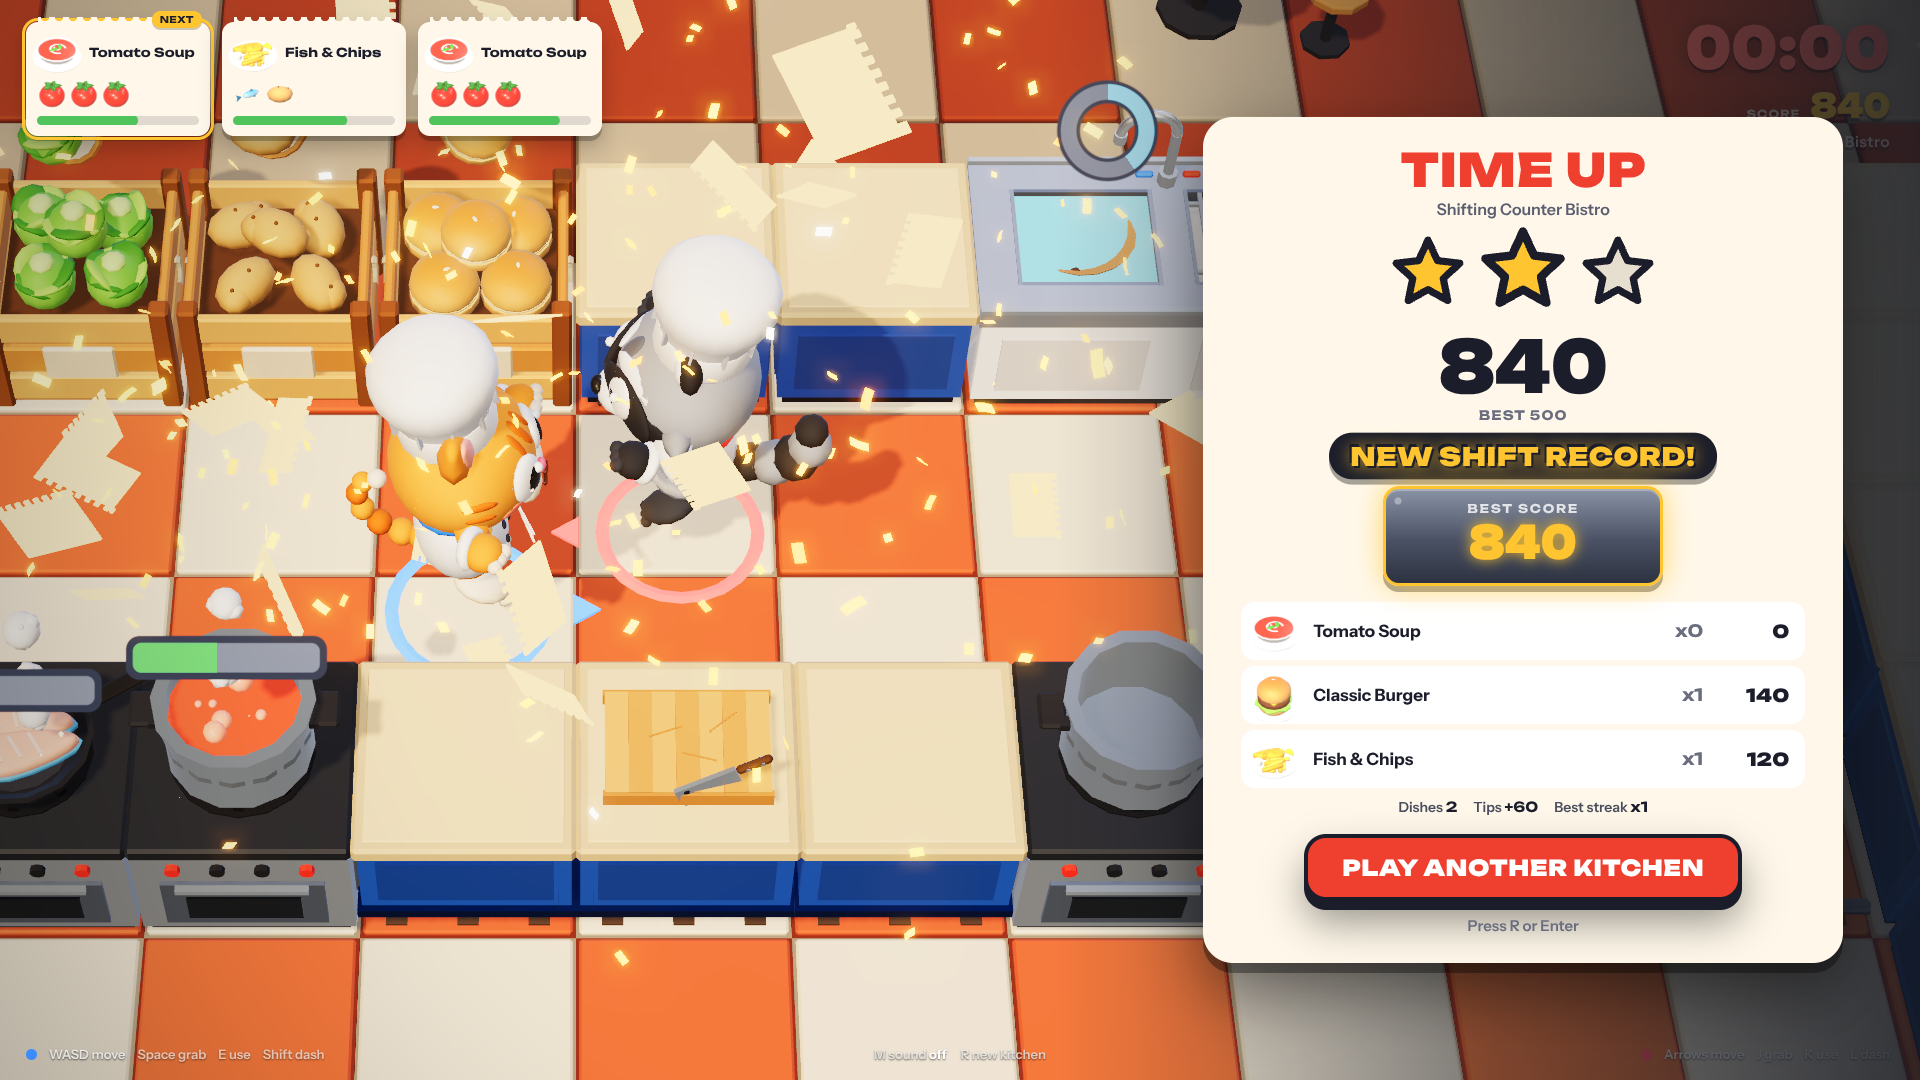 NEXT
Tomato Soup
Fish & Chips
Tomato Soup
00:00
SCORE 840
Bistro
TIME UP
Shifting Counter Bistro
840
BEST 500
NEW SHIFT RECORD!
BEST SCORE
840
Tomato Soup x0 0
Classic Burger x1 140
Fish & Chips x1 120
Dishes 2 Tips +60 Best streak x1
PLAY ANOTHER KITCHEN
Press R or Enter
WASD move Space grab E use Shift dash
M sound off R new kitchen
Arrows move J grab K use L dash